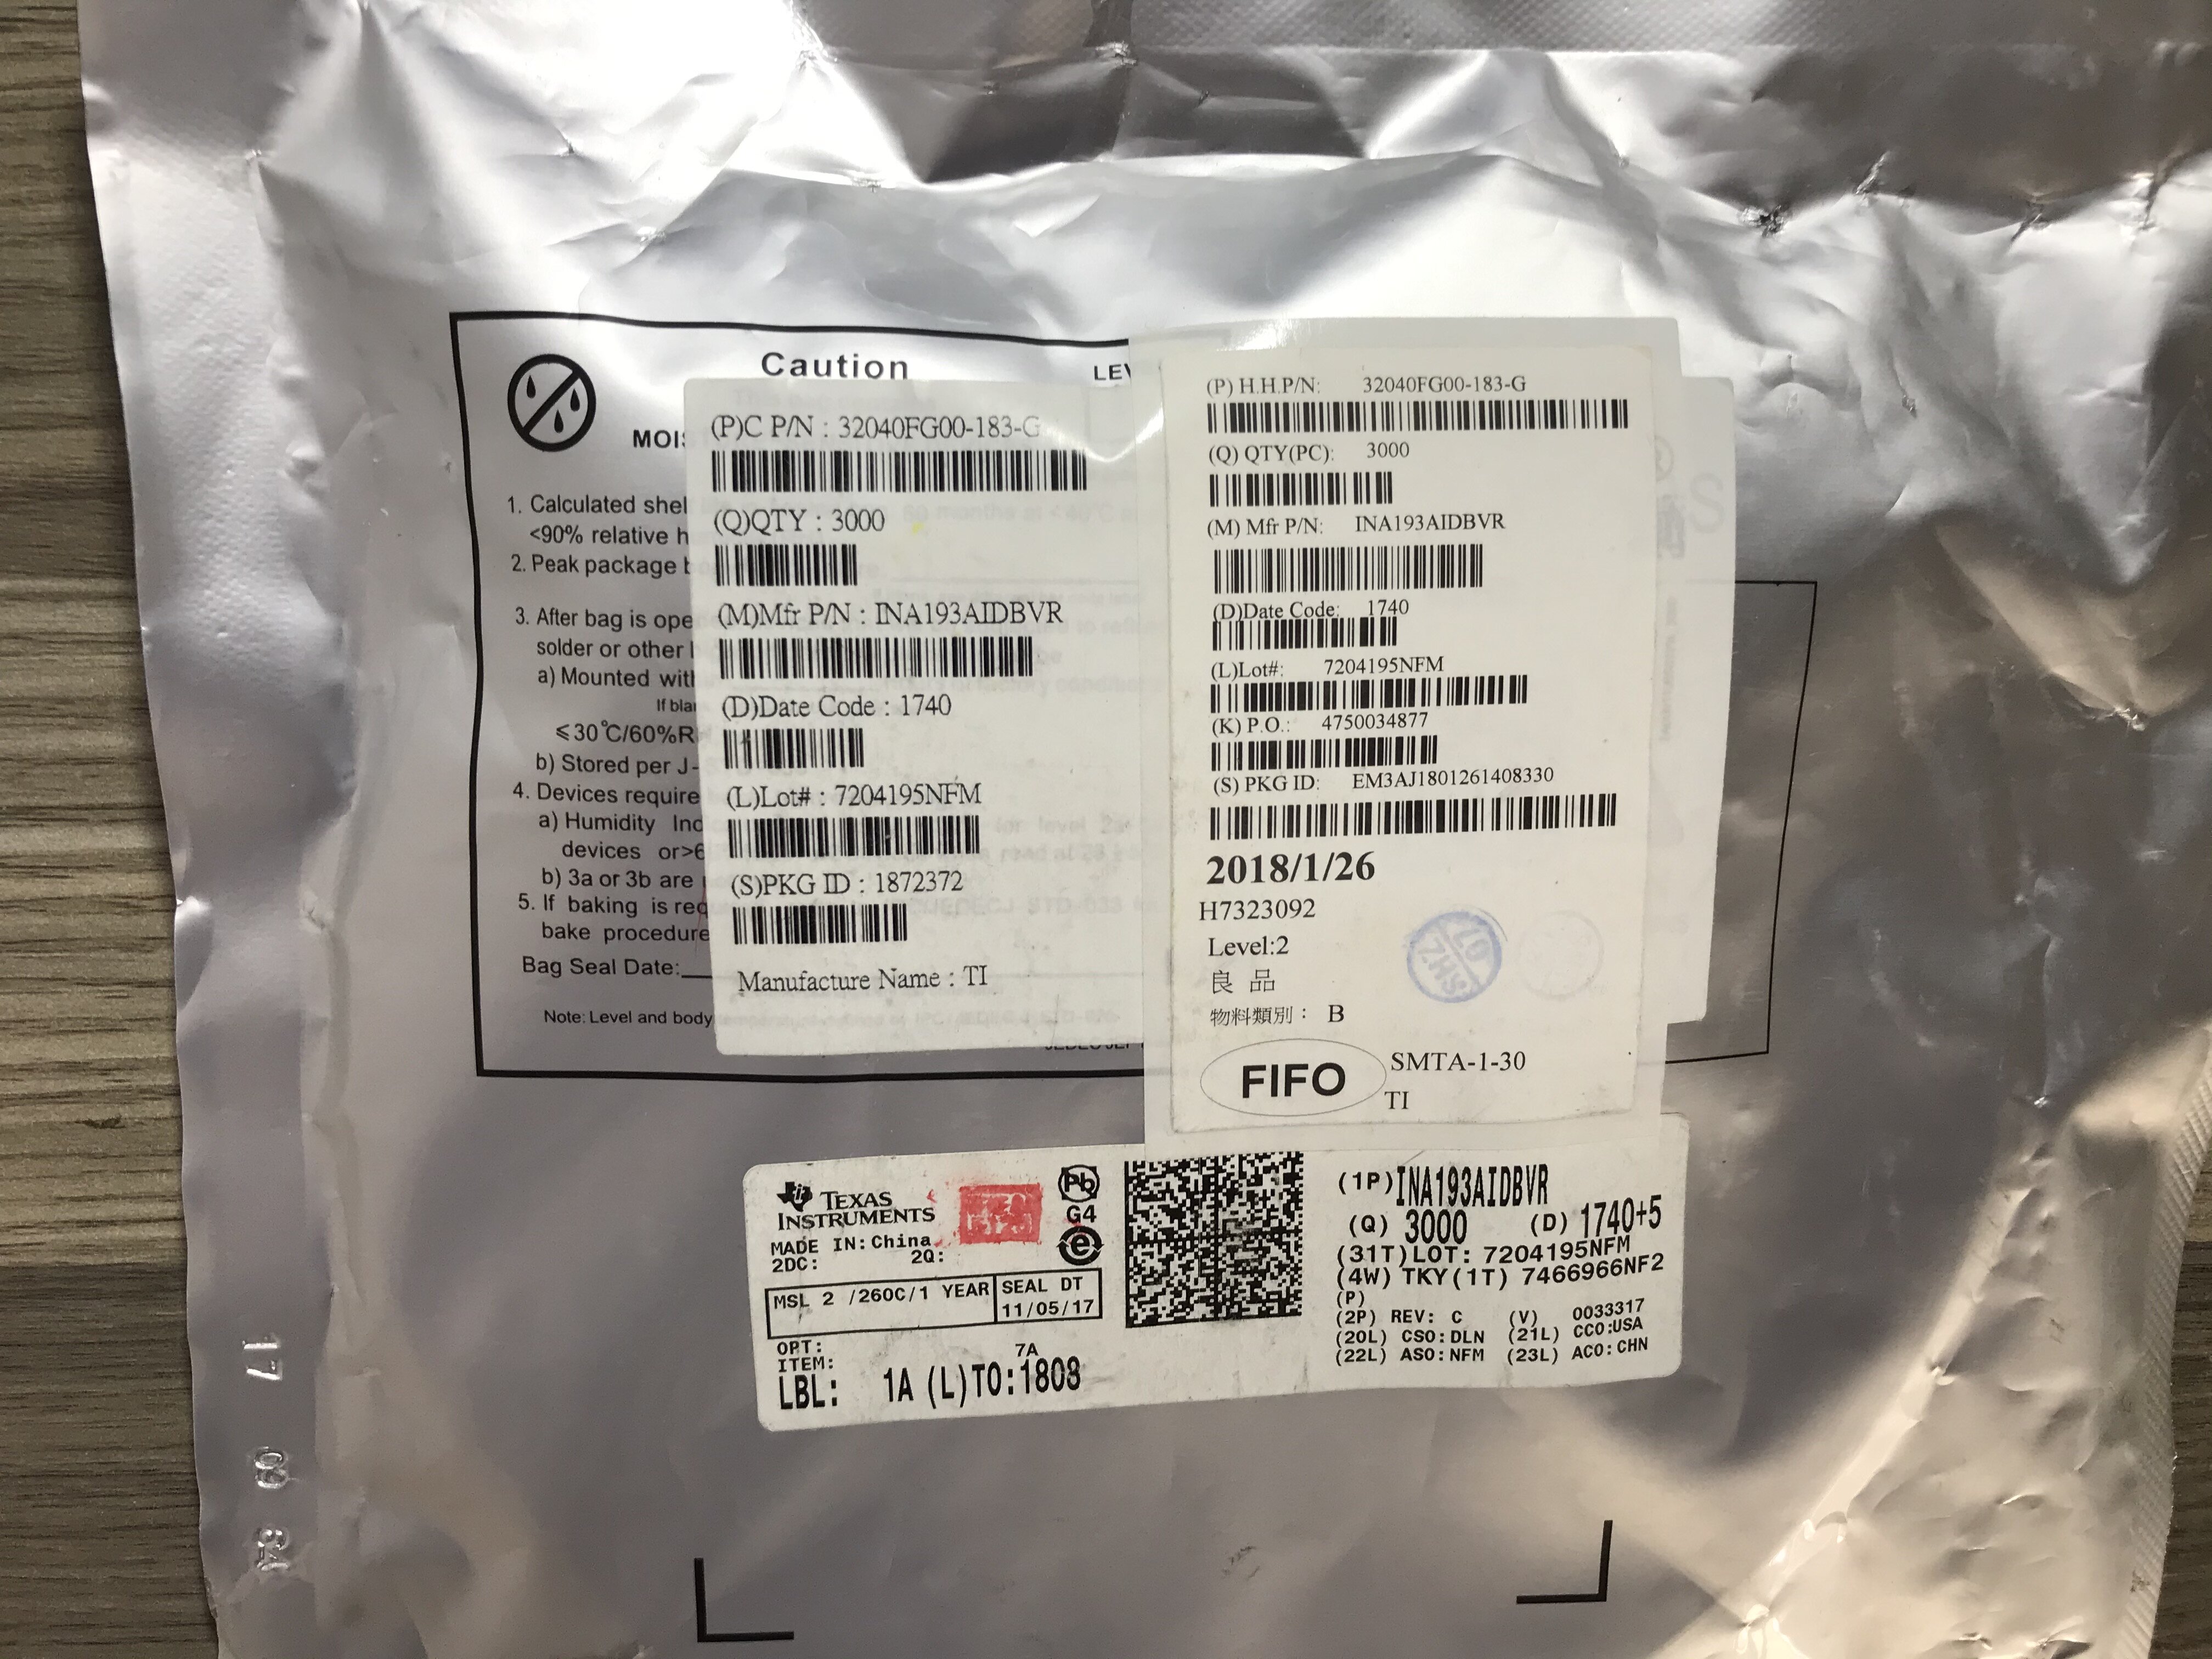 Caution
LEV
MOIS
1. Calculated shel
<90% relative h
2. Peak package b
3. After bag is ope
solder or other
a) Mounted with
If blan
≤30℃/60%R
b) Stored per J-
4. Devices require
a) Humidity Ind
devices or>6
b) 3a or 3b are
5. If baking is req
bake procedure
Bag Seal Date:
Note: Level and body
(P)C P/N : 32040FG00-183-G
(Q)QTY : 3000
(M)Mfr P/N : INA193AIDBVR
(D)Date Code : 1740
(L)Lot# : 7204195NFM
(S)PKG ID : 1872372
Manufacture Name : TI
(P) H.H.P/N: 32040FG00-183-G
(Q) QTY(PC): 3000
(M) Mfr P/N: INA193AIDBVR
(D)Date Code: 1740
(L)Lot#: 7204195NFM
(K) P.O.: 4750034877
(S) PKG ID: EM3AJ1801261408330
2018/1/26
H7323092
Level:2
良 品
物料類別： B
FIFO
SMTA-1-30
TI
SHZ
07
TEXAS
INSTRUMENTS
MADE IN: China
2DC: 2Q:
MSL 2 /260C/1 YEAR
SEAL DT
11/05/17
OPT: 7A
ITEM:
LBL: 1A (L)TO:1808
Pb
G4
e
(1P)INA193AIDBVR
(Q) 3000 (D) 1740+5
(31T)LOT: 7204195NFM
(4W) TKY(1T) 7466966NF2
(P)
(2P) REV: C (V) 0033317
(20L) CSO: DLN (21L) CCO:USA
(22L) ASO: NFM (23L) ACO: CHN
17 09